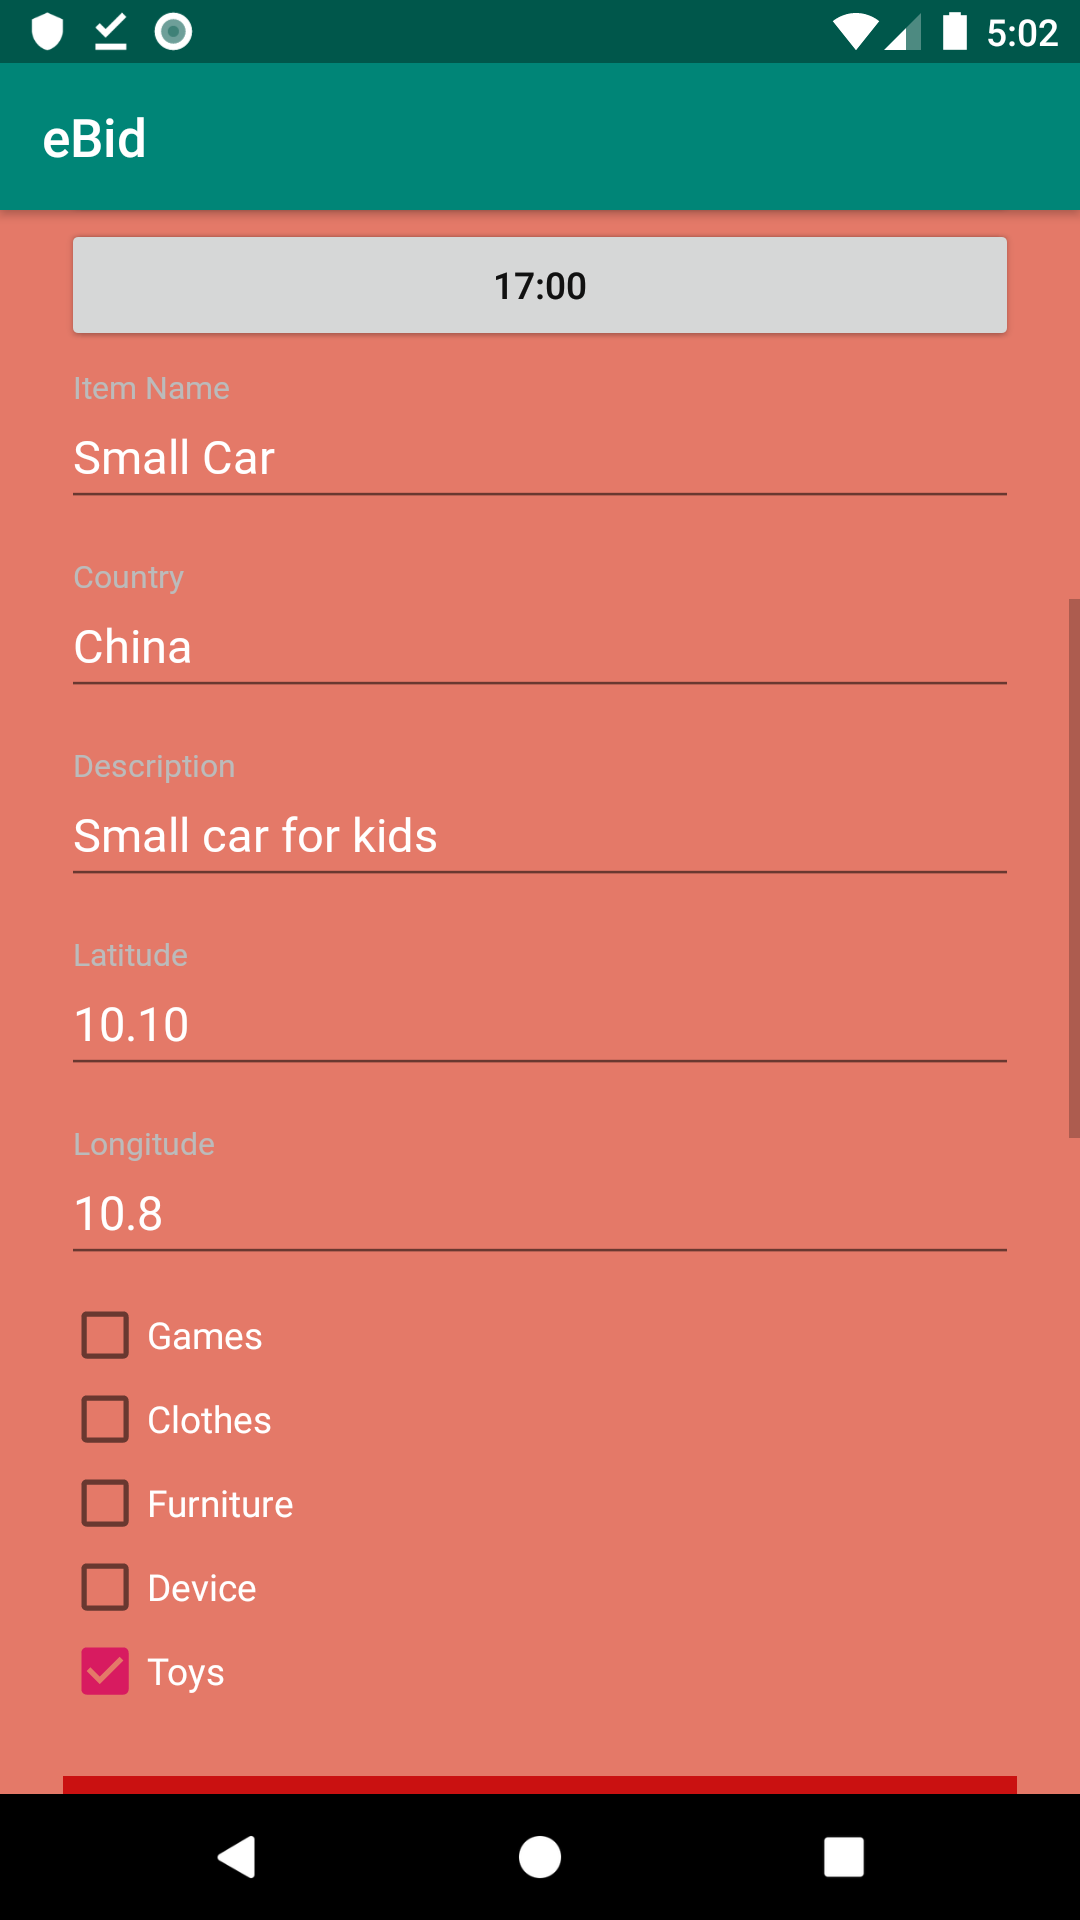 5:02
eBid
17:00
Item Name
Small Car
Country
China
Description
Small car for kids
Latitude
10.10
Longitude
10.8
Games
Clothes
Furniture
Device
Toys